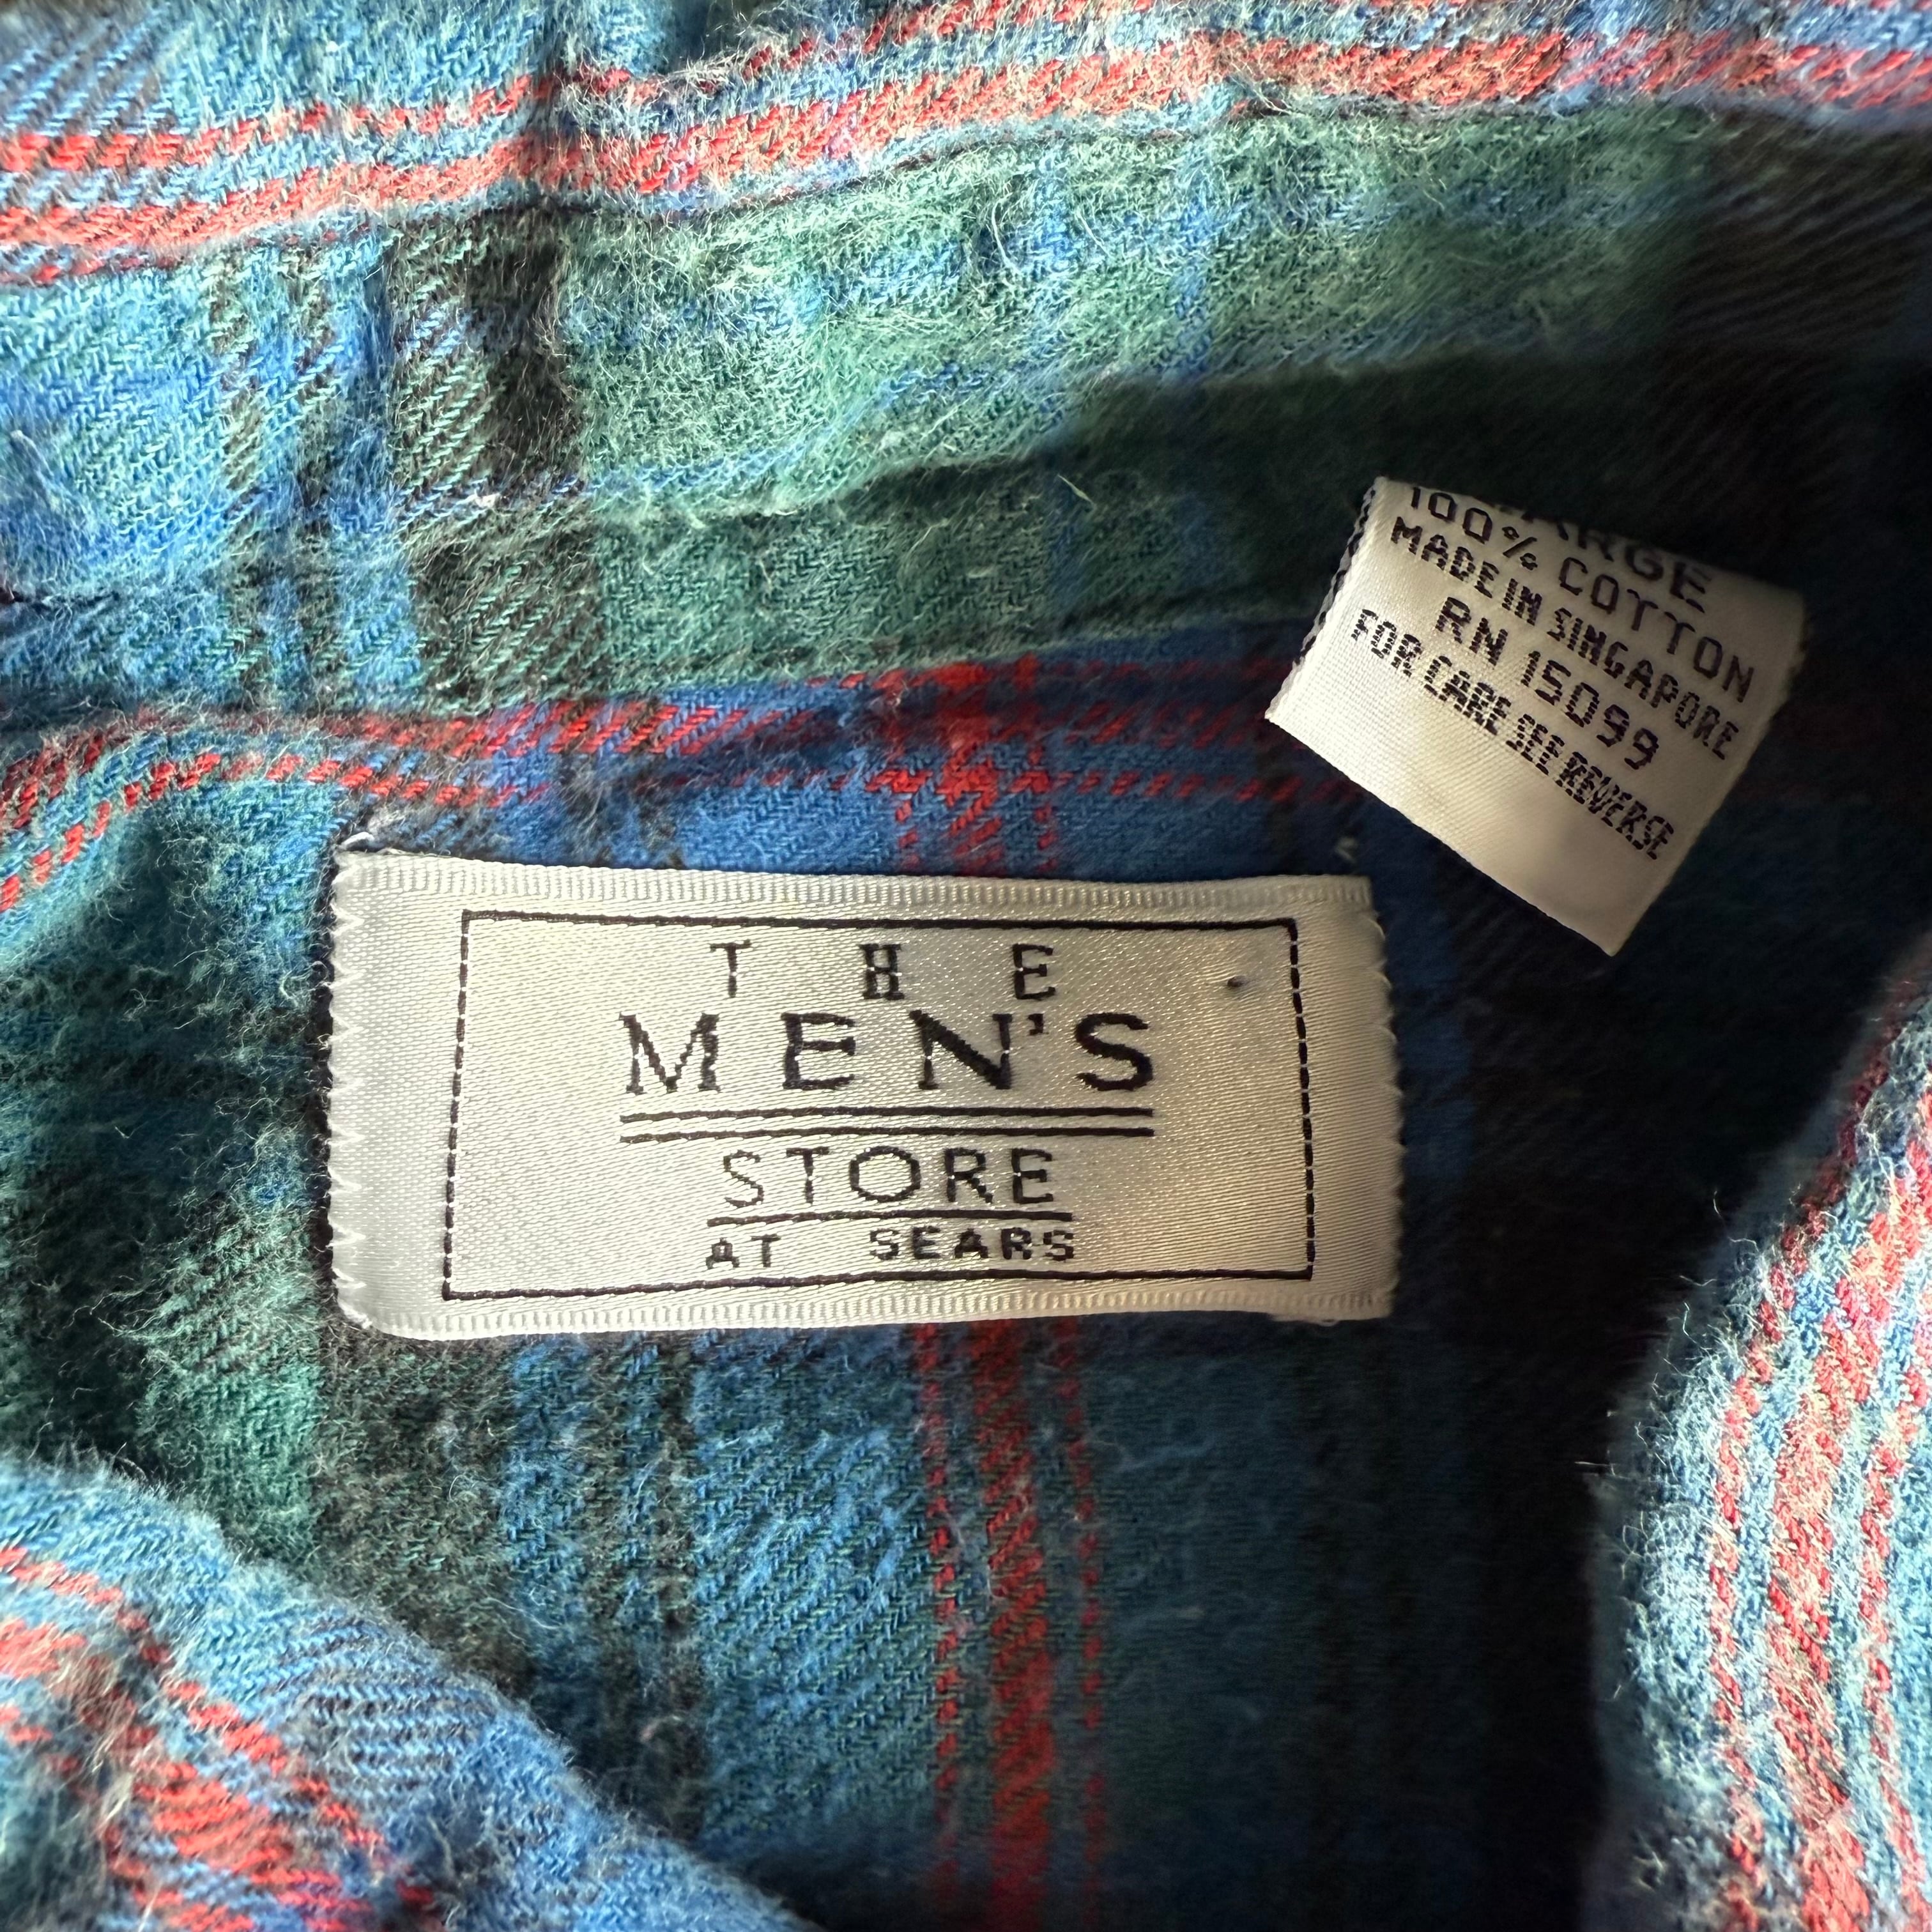 THE
MEN'S
STORE
AT SEARS
100% COTTON
MADE IN SINGAPORE
RN 15099
FOR CARE SEE REVERSE